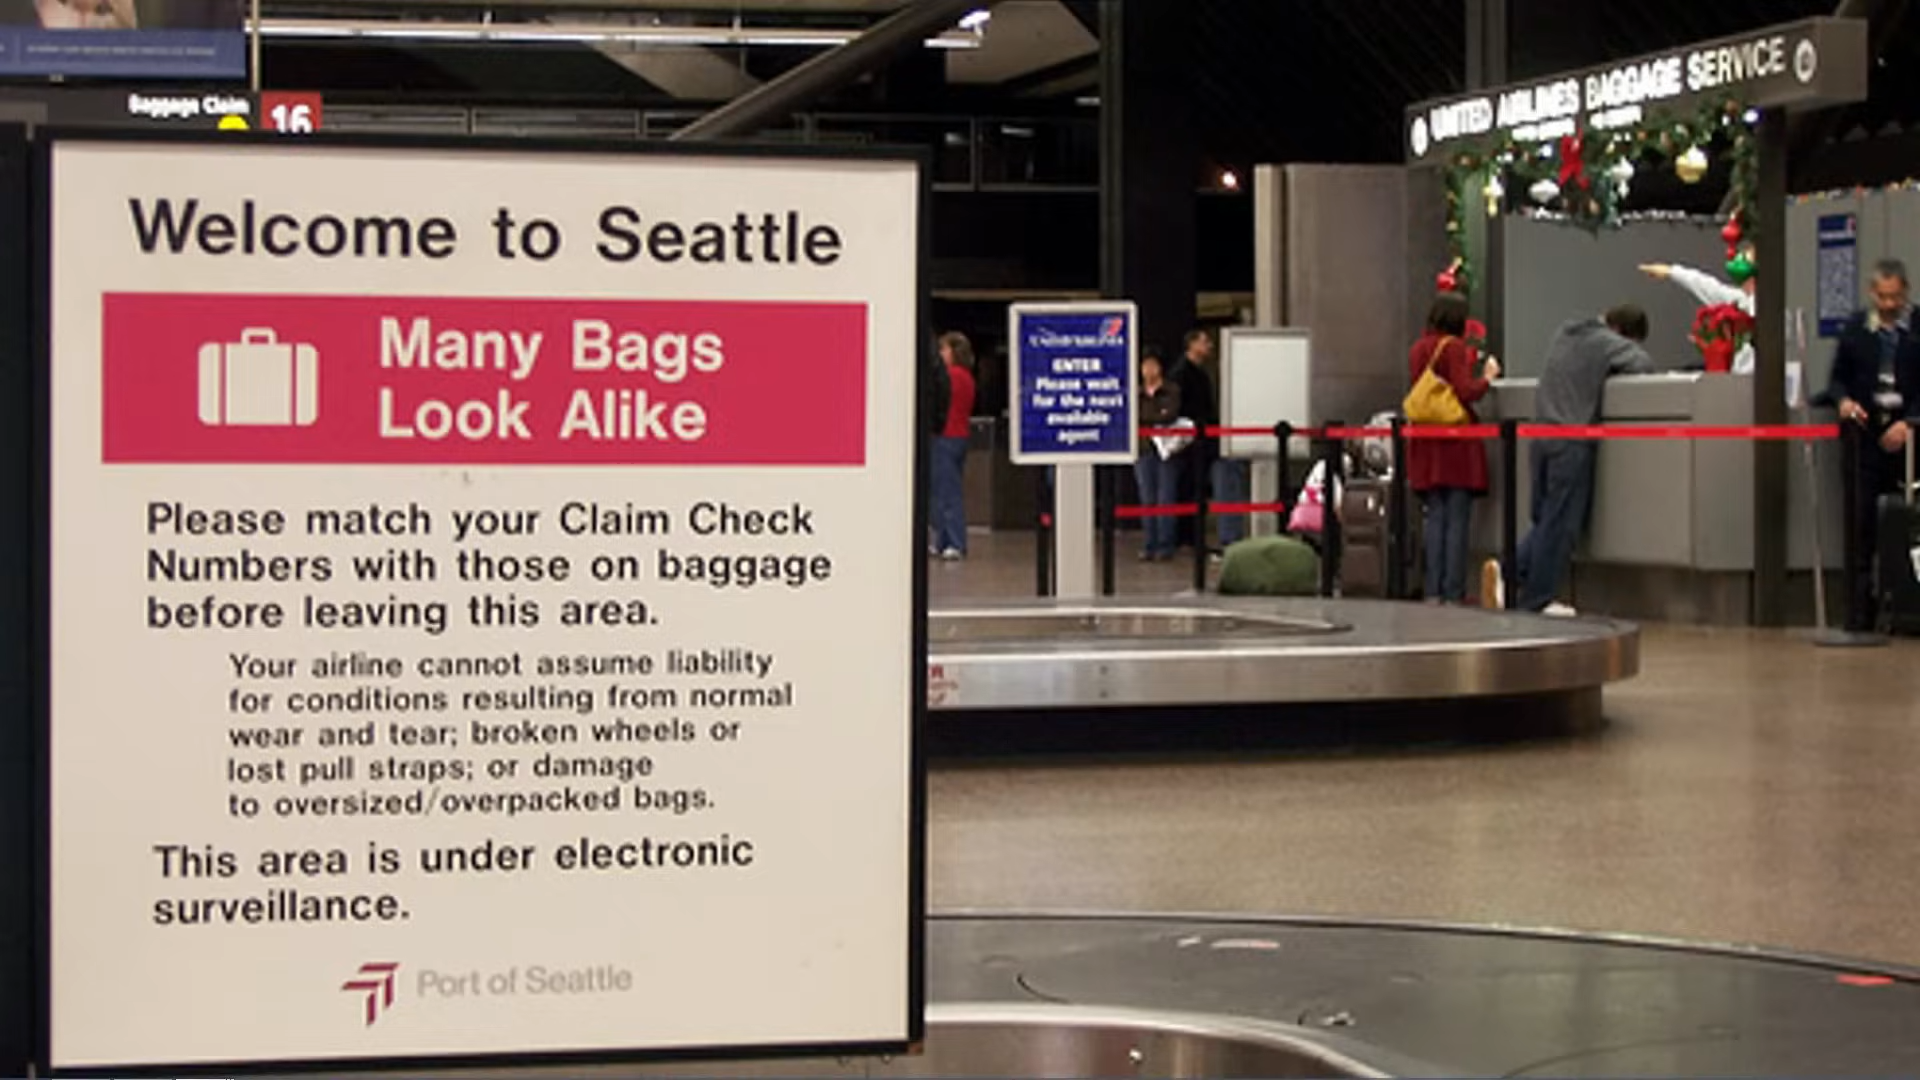 Baggage Claim 16
Welcome to Seattle
Many Bags
Look Alike
Please match your Claim Check
Numbers with those on baggage
before leaving this area.
Your airline cannot assume liability
for conditions resulting from normal
wear and tear; broken wheels or
lost pull straps; or damage
to oversized/overpacked bags.
This area is under electronic
surveillance.
Port of Seattle
ENTER
Please wait
for the next
available
agent
UNITED AIRLINES BAGGAGE SERVICE